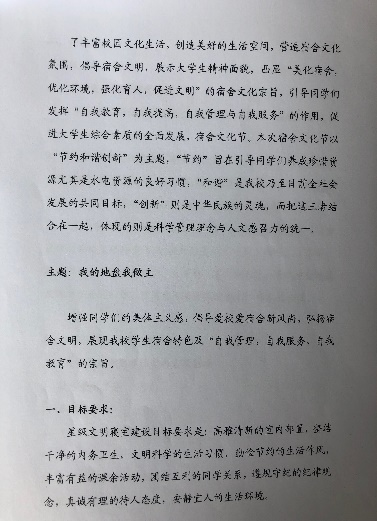 了丰富校区文化生活、创造美好的生活空间，营造宿舍文化
氛围，倡导宿舍文明，展示大学生精神面貌，凸显“美化宿舍，
优化环境，强化育人，促进文明”的宿舍文化宗旨，引导同学们
发挥“自我教育，自我提高，自我管理与自我服务”的作用，促
进大学生综合素质的全面发展，宿舍文化节、本次宿舍文化节以
“节约和谐创新”为主题，“节约”旨在引导同学们养成珍惜资
源尤其是水电资源的良好习惯，“和谐”是我校乃至目前全社会
发展的共同目标，“创新”则是中华民族的灵魂，而把这三者结
合在一起，体现的则是科学管理理念与人文感召力的统一。
主题：我的地盘我做主
增强同学们的集体主义感，倡导爱校爱宿舍新风尚，弘扬宿
舍文明，展现我校学生宿舍特色及“自我管理，自我服务，自我
教育”的宗旨。
一、目标要求：
星级文明寝室建设目标要求是：高雅清新的室内布置，整洁
干净的内务卫生，文明科学的生活习惯，勤俭节约的生活作风，
丰富有益的课余活动，团结互利的同学关系，遵规守纪的纪律观
念，真诚有理的待人态度，安静宜人的生活环境。